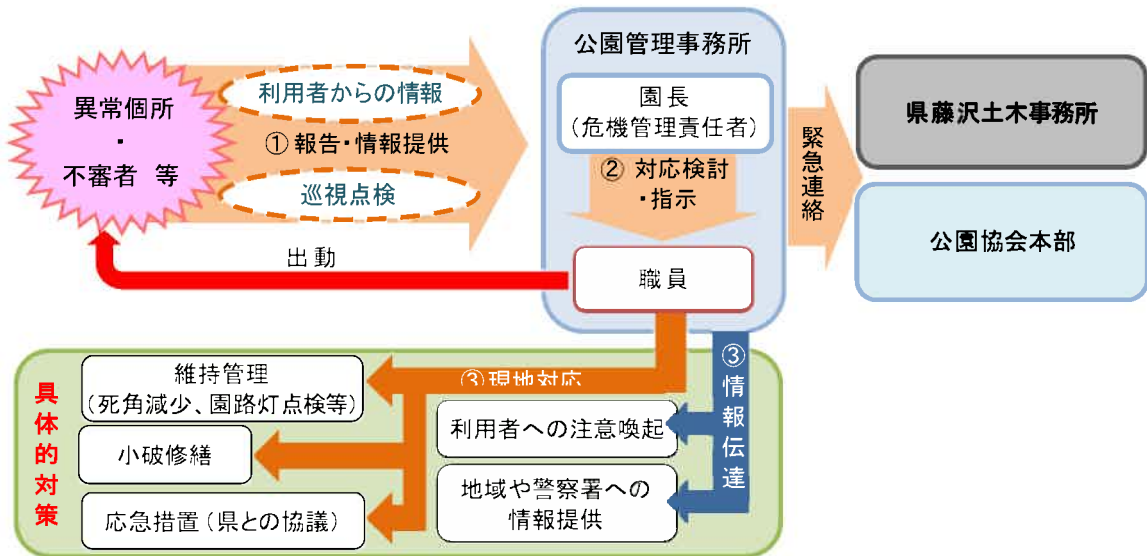 異常個所
・
不審者 等
利用者からの情報
① 報告・情報提供
巡視点検
出動
公園管理事務所
園長
(危機管理責任者)
② 対応検討
・指示
職員
緊急連絡
県藤沢土木事務所
公園協会本部
具体的対策
維持管理
(死角減少、園路灯点検等)
小破修繕
応急措置(県との協議)
③現地対応
③情報伝達
利用者への注意喚起
地域や警察署への
情報提供